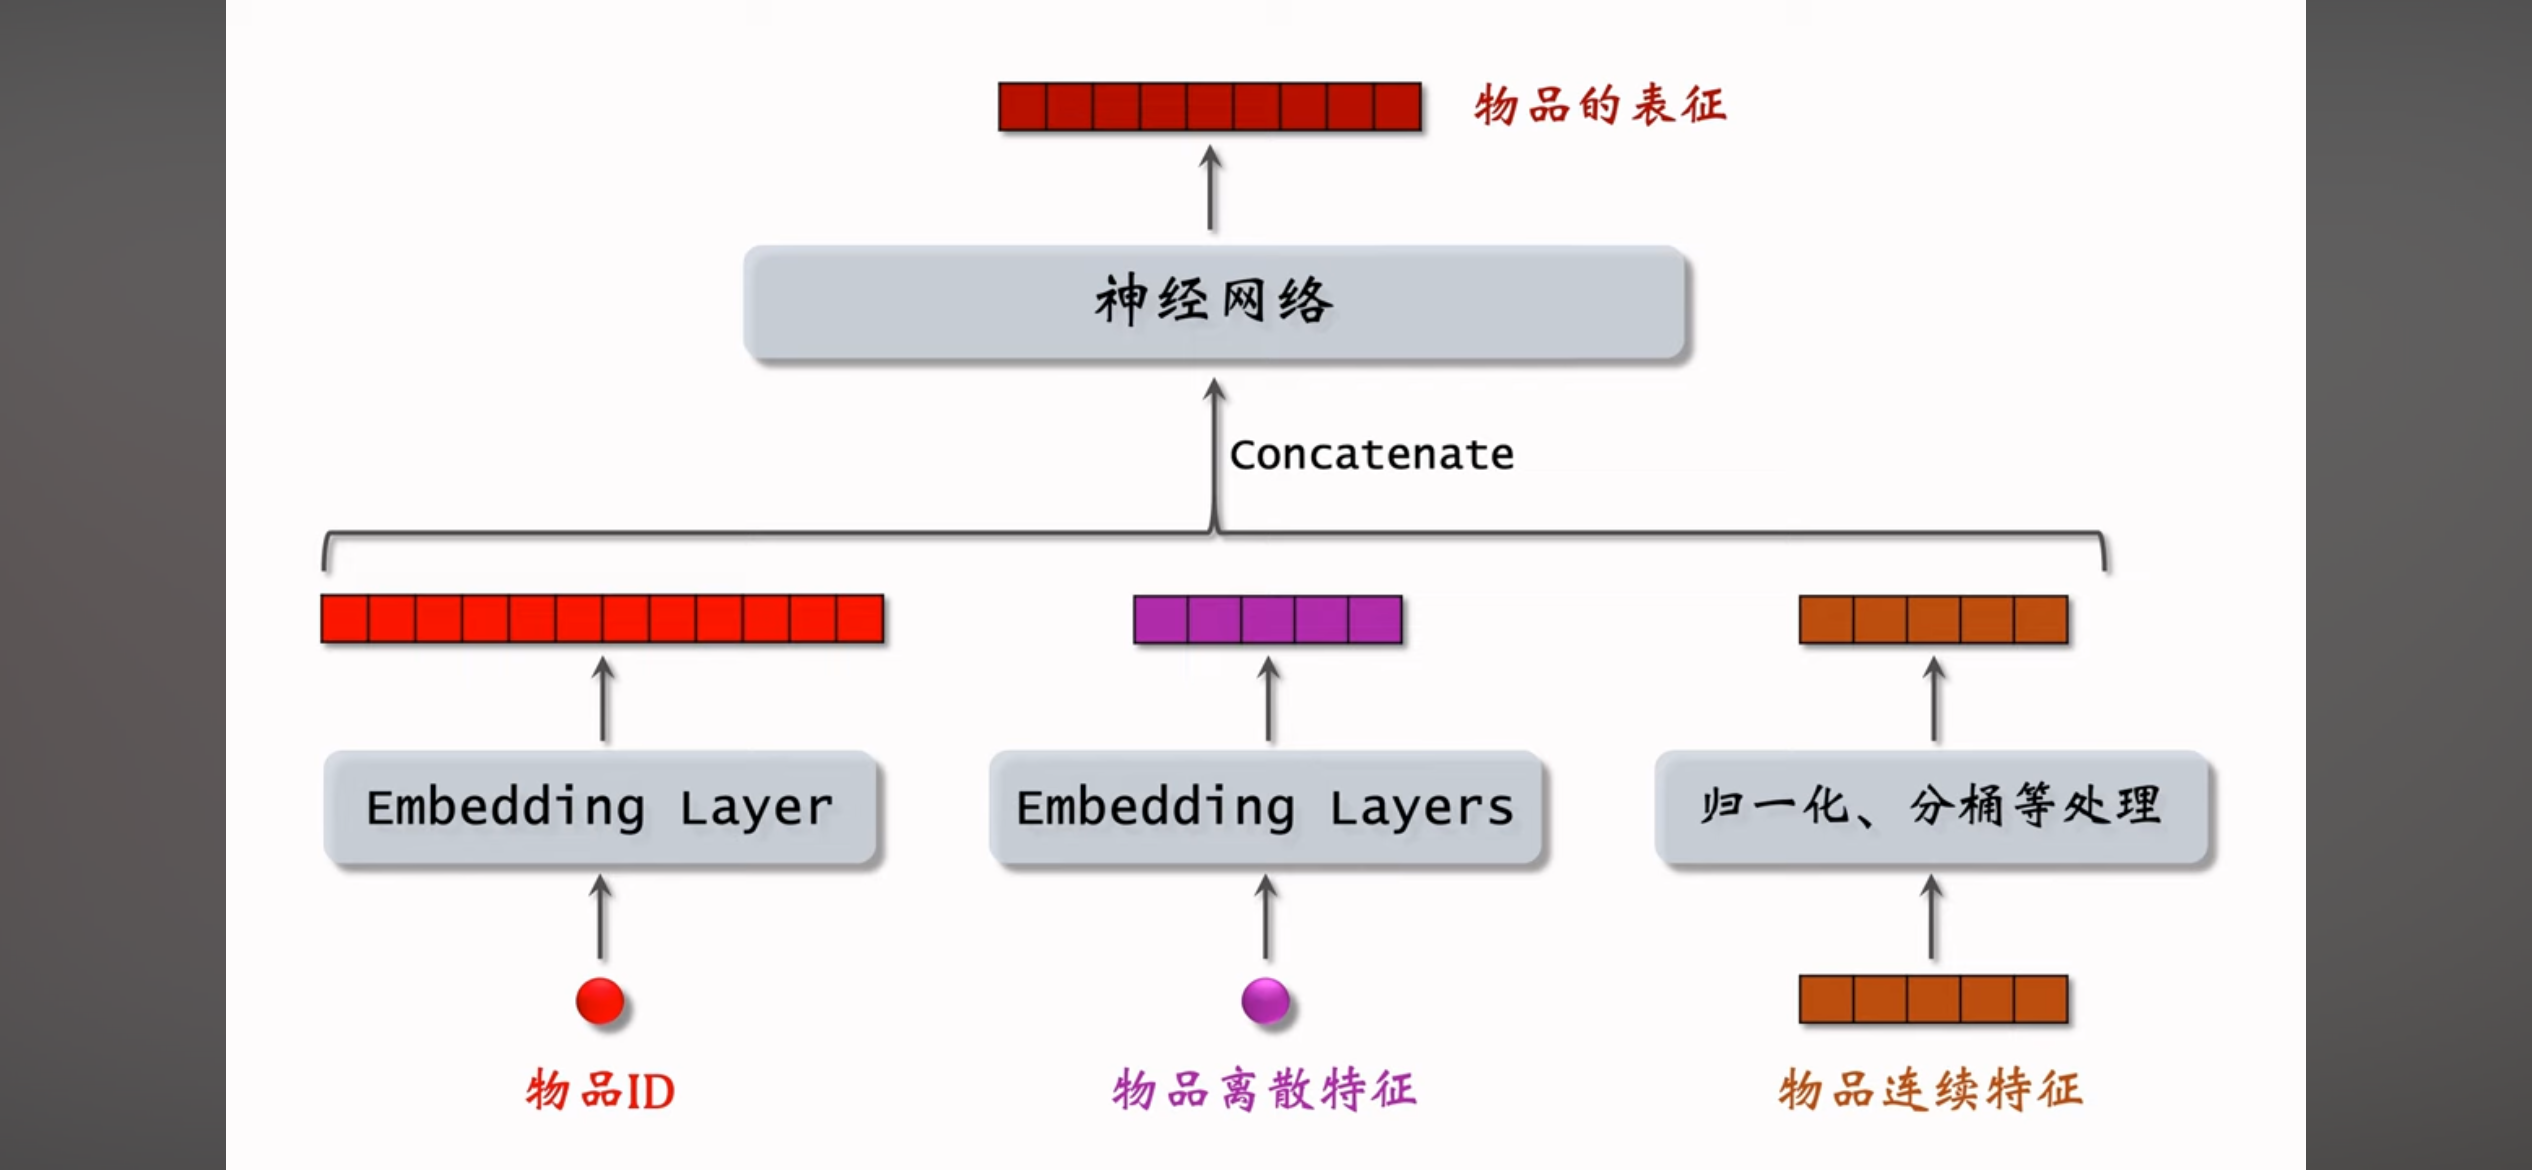 物品的表征
神经网络
Concatenate
Embedding Layer
Embedding Layers
归一化、分桶等处理
物品ID
物品离散特征
物品连续特征